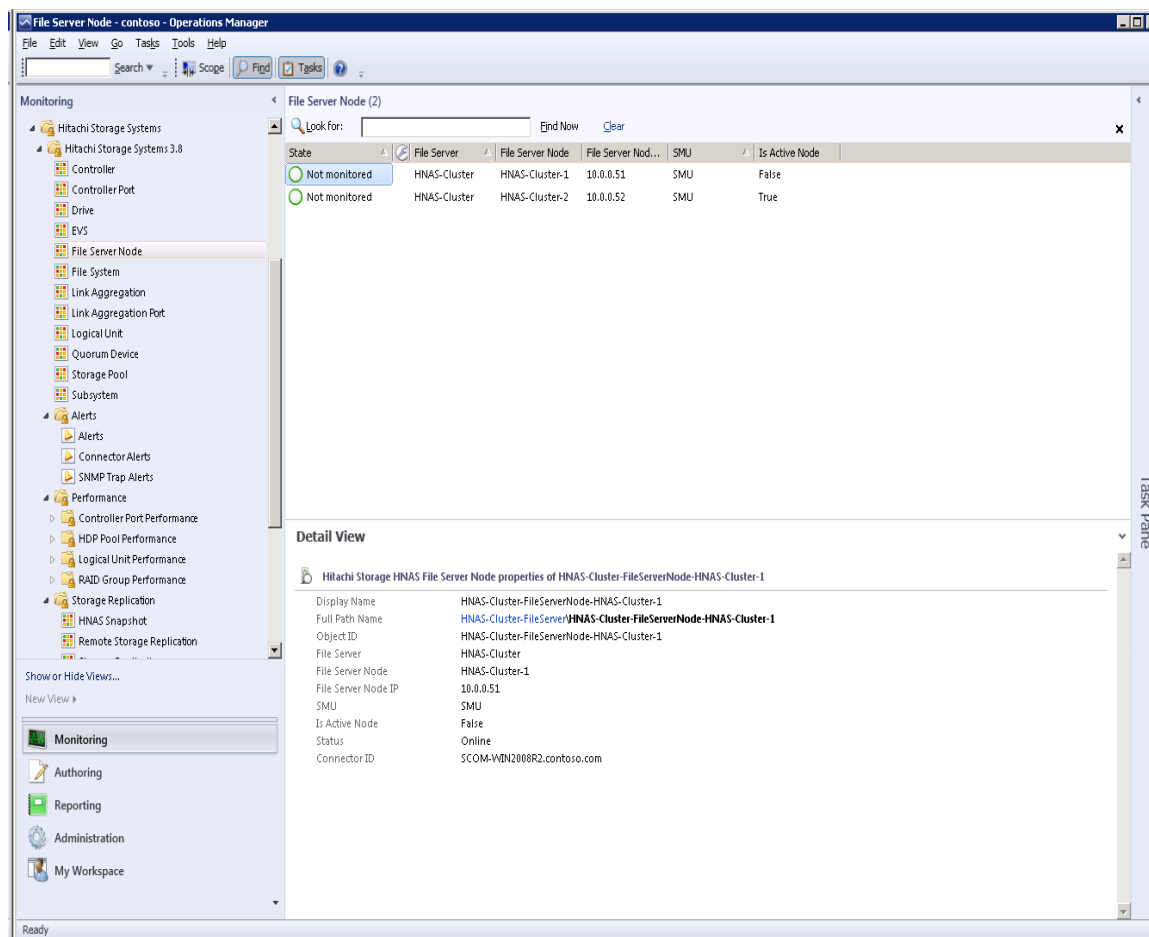 File Server Node - contoso - Operations Manager
File Edit View Go Tasks Tools Help
Search Scope Find Tasks
Monitoring
Hitachi Storage Systems
Hitachi Storage Systems 3.8
Controller
Controller Port
Drive
EVS
File Server Node
File System
Link Aggregation
Link Aggregation Port
Logical Unit
Quorum Device
Storage Pool
Subsystem
Alerts
Alerts
Connector Alerts
SNMP Trap Alerts
Performance
Controller Port Performance
HDP Pool Performance
Logical Unit Performance
RAID Group Performance
Storage Replication
HNAS Snapshot
Remote Storage Replication
Show or Hide Views...
New View
Monitoring
Authoring
Reporting
Administration
My Workspace
File Server Node (2)
Look for: Find Now Clear
State File Server File Server Node File Server Nod... SMU Is Active Node
Not monitored HNAS-Cluster HNAS-Cluster-1 10.0.0.51 SMU False
Not monitored HNAS-Cluster HNAS-Cluster-2 10.0.0.52 SMU True
Detail View
Hitachi Storage HNAS File Server Node properties of HNAS-Cluster-FileServerNode-HNAS-Cluster-1
Display Name HNAS-Cluster-FileServerNode-HNAS-Cluster-1
Full Path Name HNAS-Cluster-FileServer\HNAS-Cluster-FileServerNode-HNAS-Cluster-1
Object ID HNAS-Cluster-FileServerNode-HNAS-Cluster-1
File Server HNAS-Cluster
File Server Node HNAS-Cluster-1
File Server Node IP 10.0.0.51
SMU SMU
Is Active Node False
Status Online
Connector ID SCOM-WIN2008R2.contoso.com
Task Pane
Ready